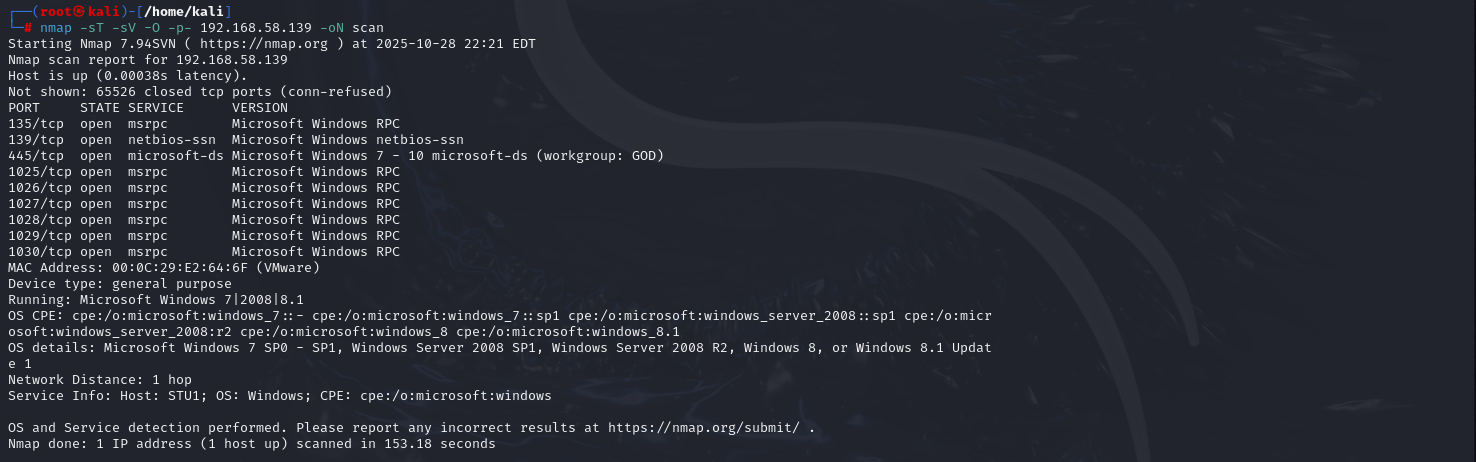 ┌──(root㉿kali)-[/home/kali]
└─# nmap -sT -sV -O -p- 192.168.58.139 -oN scan
Starting Nmap 7.94SVN ( https://nmap.org ) at 2025-10-28 22:21 EDT
Nmap scan report for 192.168.58.139
Host is up (0.00038s latency).
Not shown: 65526 closed tcp ports (conn-refused)
PORT     STATE SERVICE      VERSION
135/tcp  open  msrpc        Microsoft Windows RPC
139/tcp  open  netbios-ssn  Microsoft Windows netbios-ssn
445/tcp  open  microsoft-ds Microsoft Windows 7 - 10 microsoft-ds (workgroup: GOD)
1025/tcp open  msrpc        Microsoft Windows RPC
1026/tcp open  msrpc        Microsoft Windows RPC
1027/tcp open  msrpc        Microsoft Windows RPC
1028/tcp open  msrpc        Microsoft Windows RPC
1029/tcp open  msrpc        Microsoft Windows RPC
1030/tcp open  msrpc        Microsoft Windows RPC
MAC Address: 00:0C:29:E2:64:6F (VMware)
Device type: general purpose
Running: Microsoft Windows 7|2008|8.1
OS CPE: cpe:/o:microsoft:windows_7::- cpe:/o:microsoft:windows_7::sp1 cpe:/o:microsoft:windows_server_2008::sp1 cpe:/o:micr
osoft:windows_server_2008:r2 cpe:/o:microsoft:windows_8 cpe:/o:microsoft:windows_8.1
OS details: Microsoft Windows 7 SP0 - SP1, Windows Server 2008 SP1, Windows Server 2008 R2, Windows 8, or Windows 8.1 Updat
e 1
Network Distance: 1 hop
Service Info: Host: STU1; OS: Windows; CPE: cpe:/o:microsoft:windows

OS and Service detection performed. Please report any incorrect results at https://nmap.org/submit/ .
Nmap done: 1 IP address (1 host up) scanned in 153.18 seconds